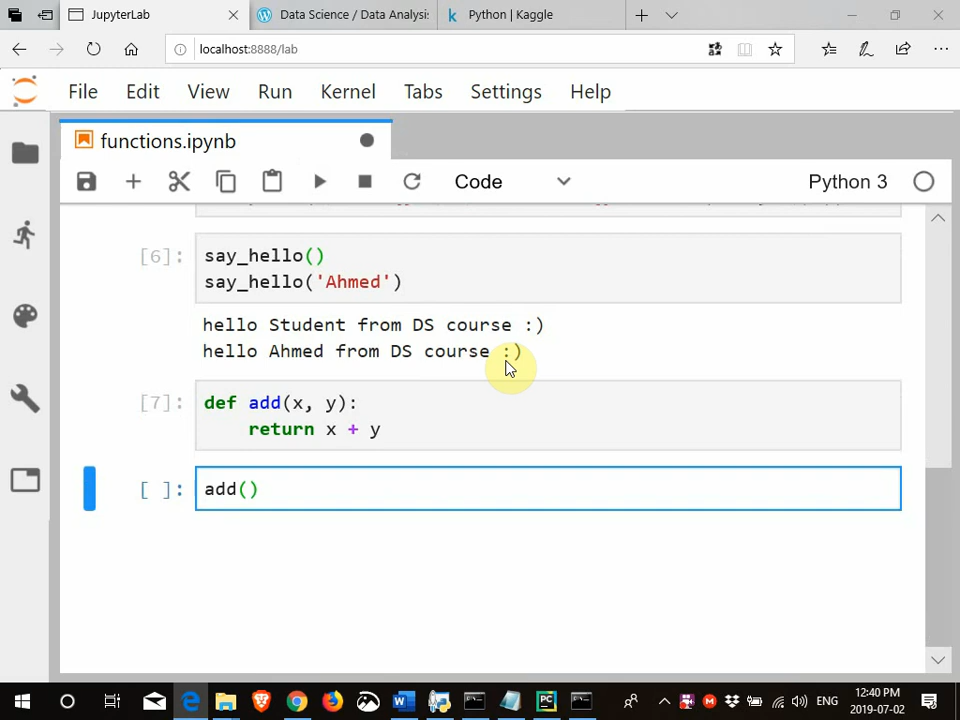 JupyterLab
Data Science / Data Analysis
Python | Kaggle
localhost:8888/lab
File Edit View Run Kernel Tabs Settings Help
functions.ipynb
Code
Python 3
[6]:
say_hello()
say_hello('Ahmed')
hello Student from DS course :)
hello Ahmed from DS course :)
[7]:
def add(x, y):
return x + y
[ ]:
add()
ENG
12:40 PM
2019-07-02